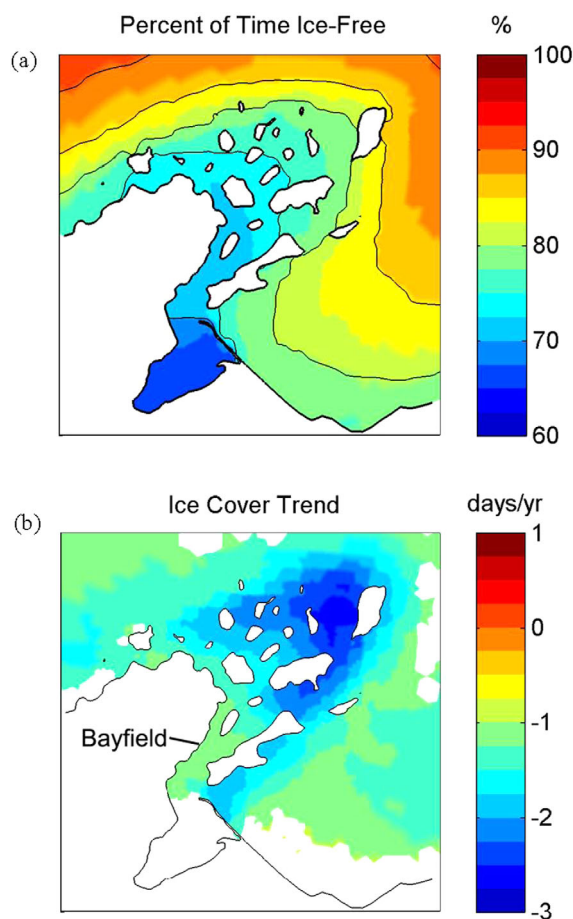 Percent of Time Ice-Free
%
(a)
100
90
80
70
60
(b)
Ice Cover Trend
days/yr
1
0
-1
-2
-3
Bayfield